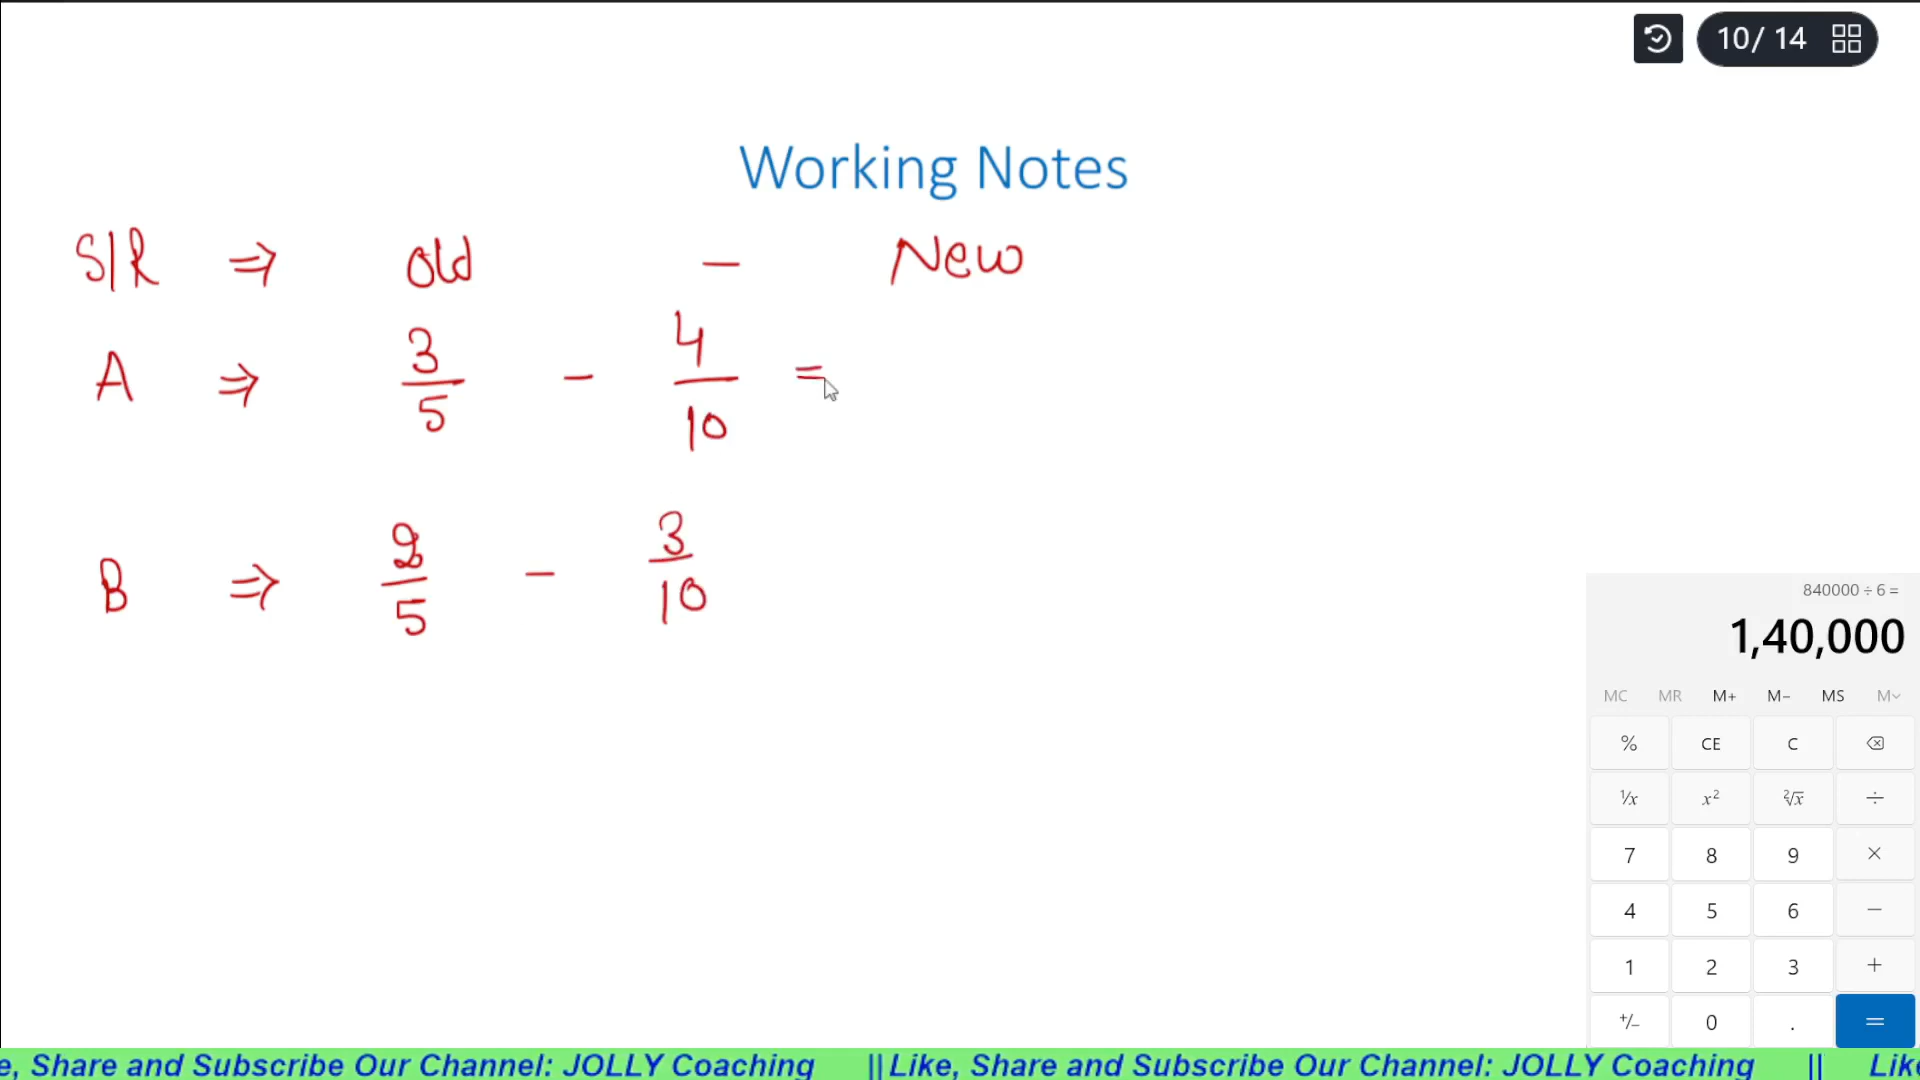 10/ 14
Working Notes
S/R ⇒ Old - New
A ⇒ 3/5 - 4/10 =
B ⇒ 2/5 - 3/10
840000 ÷ 6 =
1,40,000
MC MR M+ M- MS M˅
% CE C ⌫
¹/x x² ²√x ÷
7 8 9 ×
4 5 6 −
1 2 3 +
+/− 0 . =
e, Share and Subscribe Our Channel: JOLLY Coaching || Like, Share and Subscribe Our Channel: JOLLY Coaching || Lik